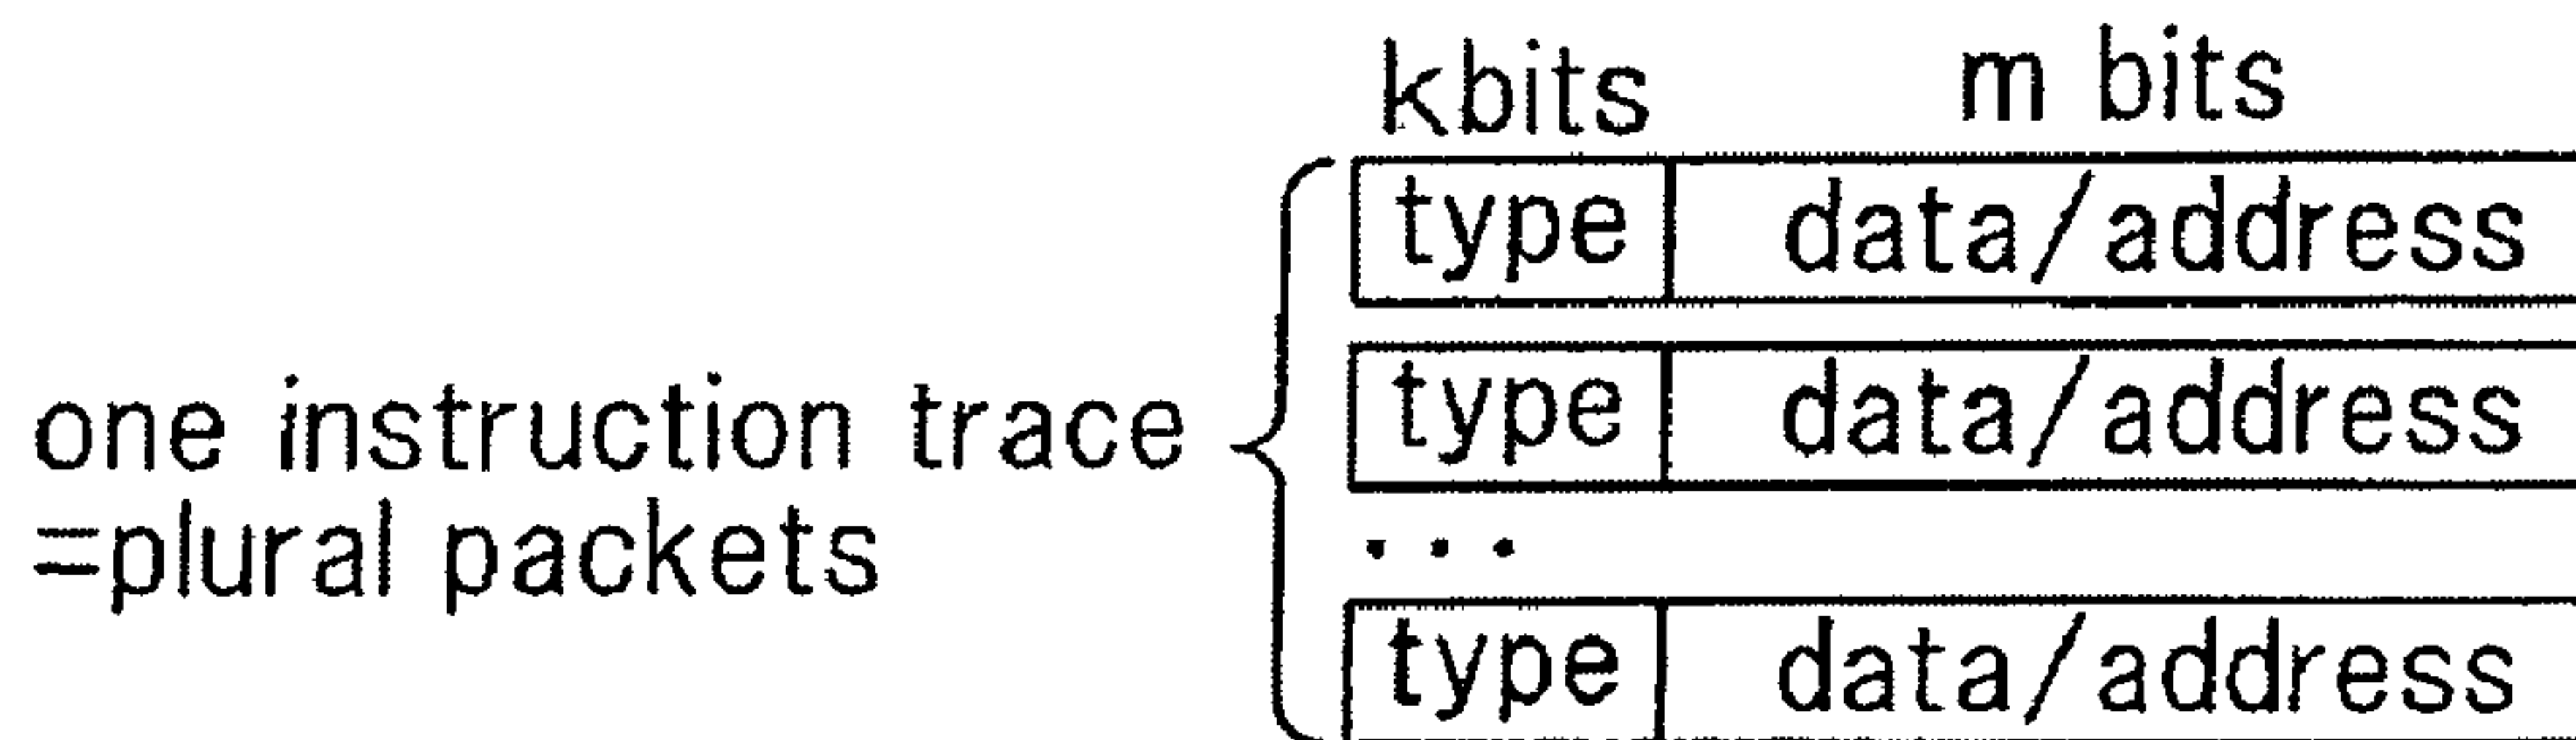 kbits m bits
type data/address
type data/address
one instruction trace
=plural packets
...
type data/address